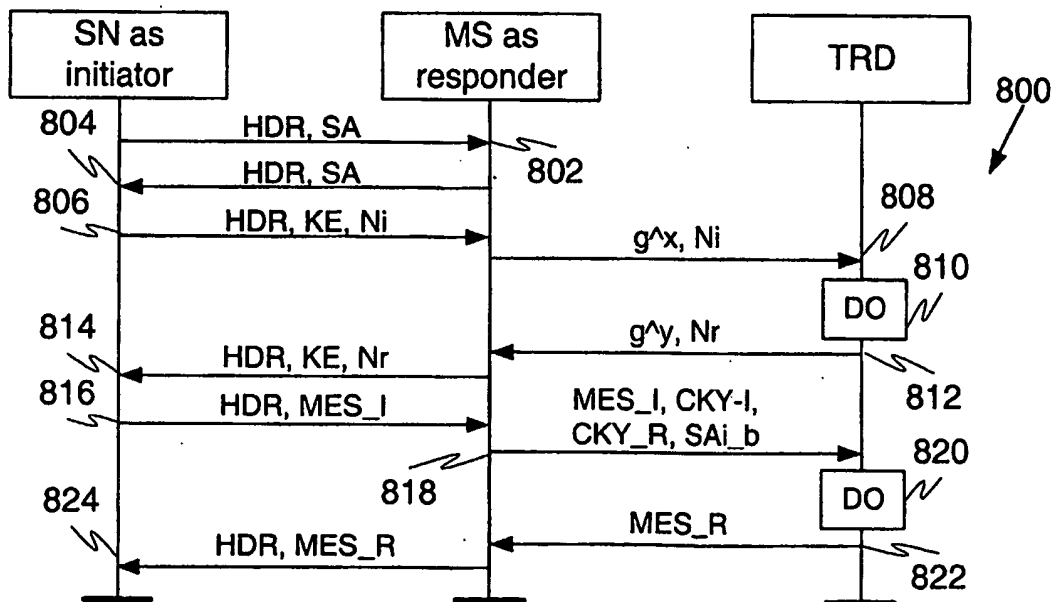 SN as
initiator
MS as
responder
TRD
800
804
HDR, SA
802
HDR, SA
806
HDR, KE, Ni
808
g^x, Ni
810
DO
814
g^y, Nr
HDR, KE, Nr
812
816
HDR, MES_I
MES_I, CKY-I,
CKY_R, SAi_b
818
820
DO
824
MES_R
HDR, MES_R
822